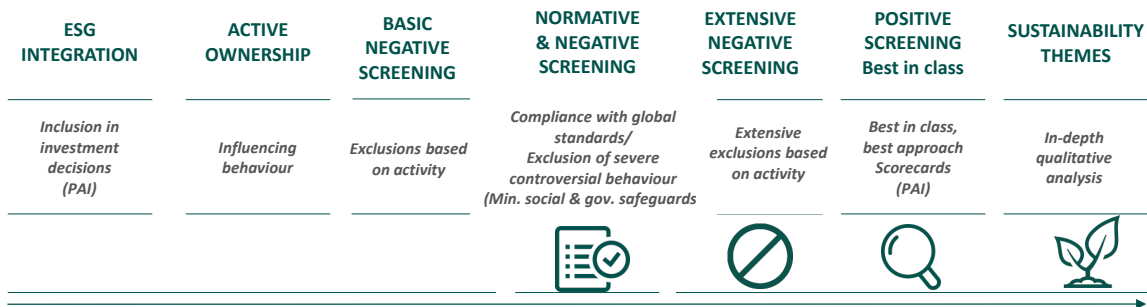 ESG
INTEGRATION
ACTIVE
OWNERSHIP
BASIC
NEGATIVE
SCREENING
NORMATIVE
& NEGATIVE
SCREENING
EXTENSIVE
NEGATIVE
SCREENING
POSITIVE
SCREENING
Best in class
SUSTAINABILITY
THEMES
Inclusion in
investment
decisions
(PAI)
Influencing
behaviour
Exclusions based
on activity
Compliance with global
standards/
Exclusion of severe
controversial behaviour
(Min. social & gov. safeguards
Extensive
exclusions based
on activity
Best in class,
best approach
Scorecards
(PAI)
In-depth
qualitative
analysis